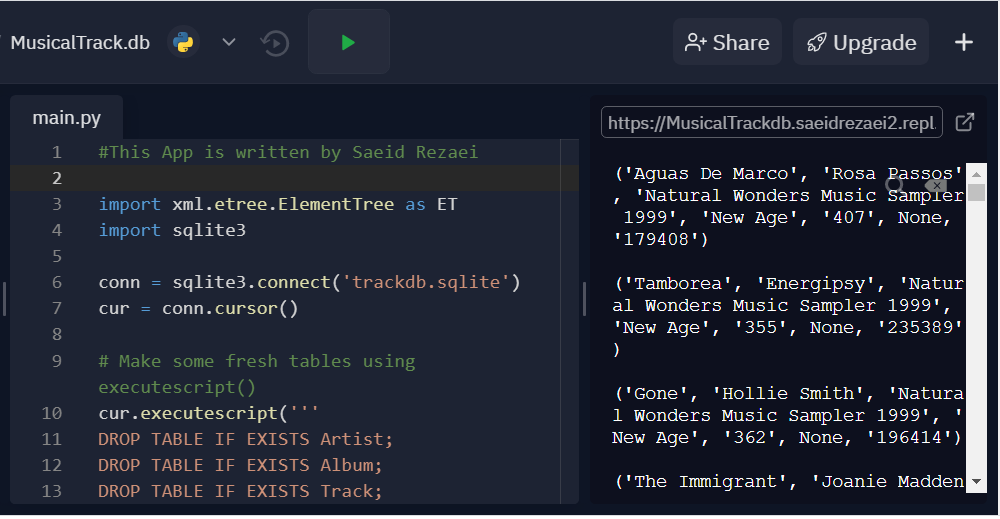 MusicalTrack.db
Share
Upgrade
main.py
1 #This App is written by Saeid Rezaei
2
3 import xml.etree.ElementTree as ET
4 import sqlite3
5
6 conn = sqlite3.connect('trackdb.sqlite')
7 cur = conn.cursor()
8
9 # Make some fresh tables using
executescript()
10 cur.executescript('''
11 DROP TABLE IF EXISTS Artist;
12 DROP TABLE IF EXISTS Album;
13 DROP TABLE IF EXISTS Track;
https://MusicalTrackdb.saeidrezaei2.repl.
('Aguas De Marco', 'Rosa Passos'
, 'Natural Wonders Music Sampler
1999', 'New Age', '407', None,
'179408')
('Tamborea', 'Energipsy', 'Natur
al Wonders Music Sampler 1999',
'New Age', '355', None, '235389'
)
('Gone', 'Hollie Smith', 'Natura
l Wonders Music Sampler 1999', '
New Age', '362', None, '196414')
('The Immigrant', 'Joanie Madden